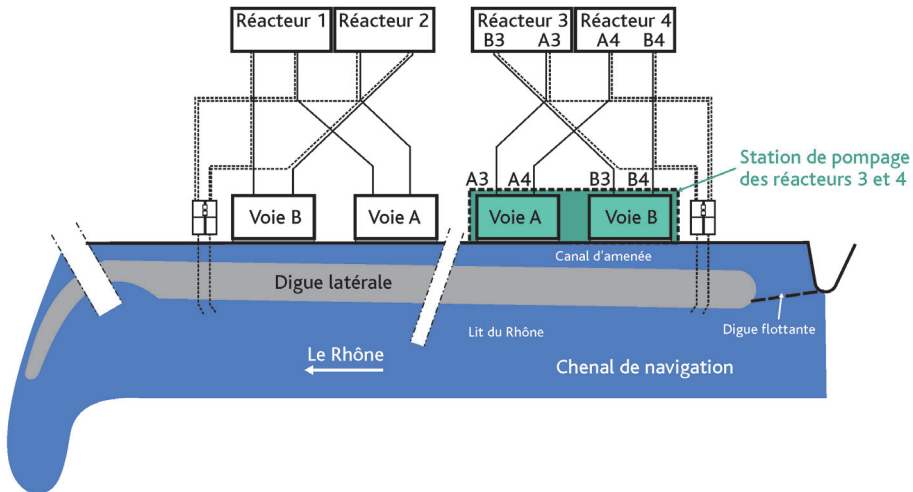 Réacteur 1
Réacteur 2
Réacteur 3
Réacteur 4
B3
A3
A4
B4
Station de pompage
des réacteurs 3 et 4
A3
A4
B3
B4
Voie B
Voie A
Voie A
Voie B
Canal d'amenée
Digue latérale
Lit du Rhône
Digue flottante
Le Rhône
Chenal de navigation